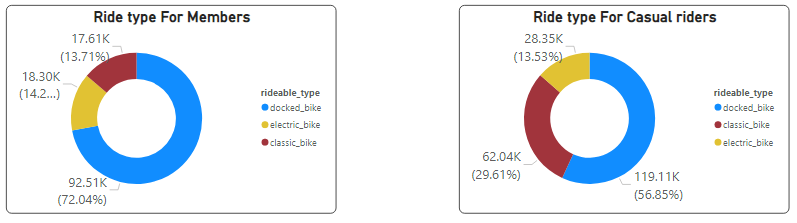 Ride type For Members
17.61K
(13.71%)
18.30K
(14.2...)
92.51K
(72.04%)
rideable_type
docked_bike
electric_bike
classic_bike
Ride type For Casual riders
28.35K
(13.53%)
62.04K
(29.61%)
119.11K
(56.85%)
rideable_type
docked_bike
classic_bike
electric_bike